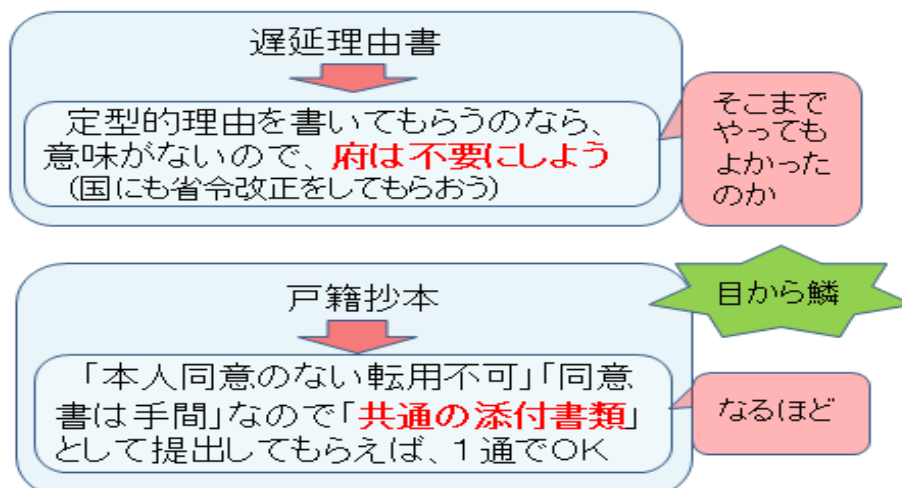 遅延理由書
定型的理由を書いてもらうのなら、
意味がないので、府は不要にしよう
(国にも省令改正をしてもらおう)
そこまで
やっても
よかった
のか
目から鱗
戸籍抄本
「本人同意のない転用不可」「同意
書は手間」なので「共通の添付書類」
として提出してもらえば、1通でOK
なるほど